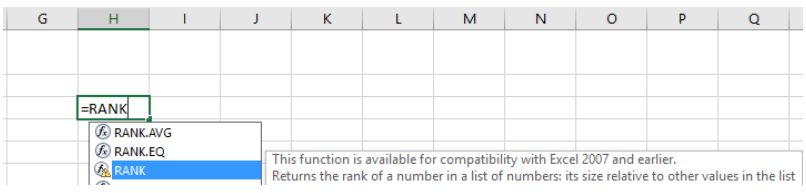 G H I J K L M N O P Q
=RANK
RANK.AVG
RANK.EQ
RANK
This function is available for compatibility with Excel 2007 and earlier.
Returns the rank of a number in a list of numbers: its size relative to other values in the list